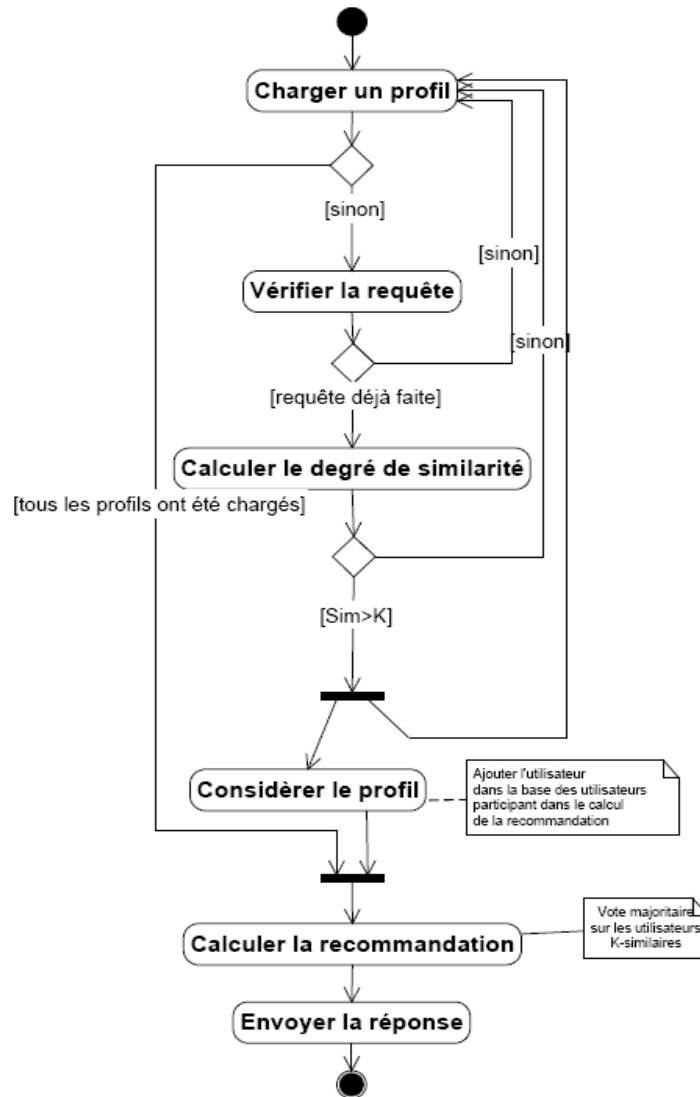 Charger un profil
[sinon]
[sinon]
Vérifier la requête
[sinon]
[requête déjà faite]
Calculer le degré de similarité
[tous les profils ont été chargés]
[Sim>K]
Considèrer le profil
Ajouter l'utilisateur
dans la base des utilisateurs
participant dans le calcul
de la recommandation
Calculer la recommandation
Vote majoritaire
sur les utilisateurs
K-similaires
Envoyer la réponse